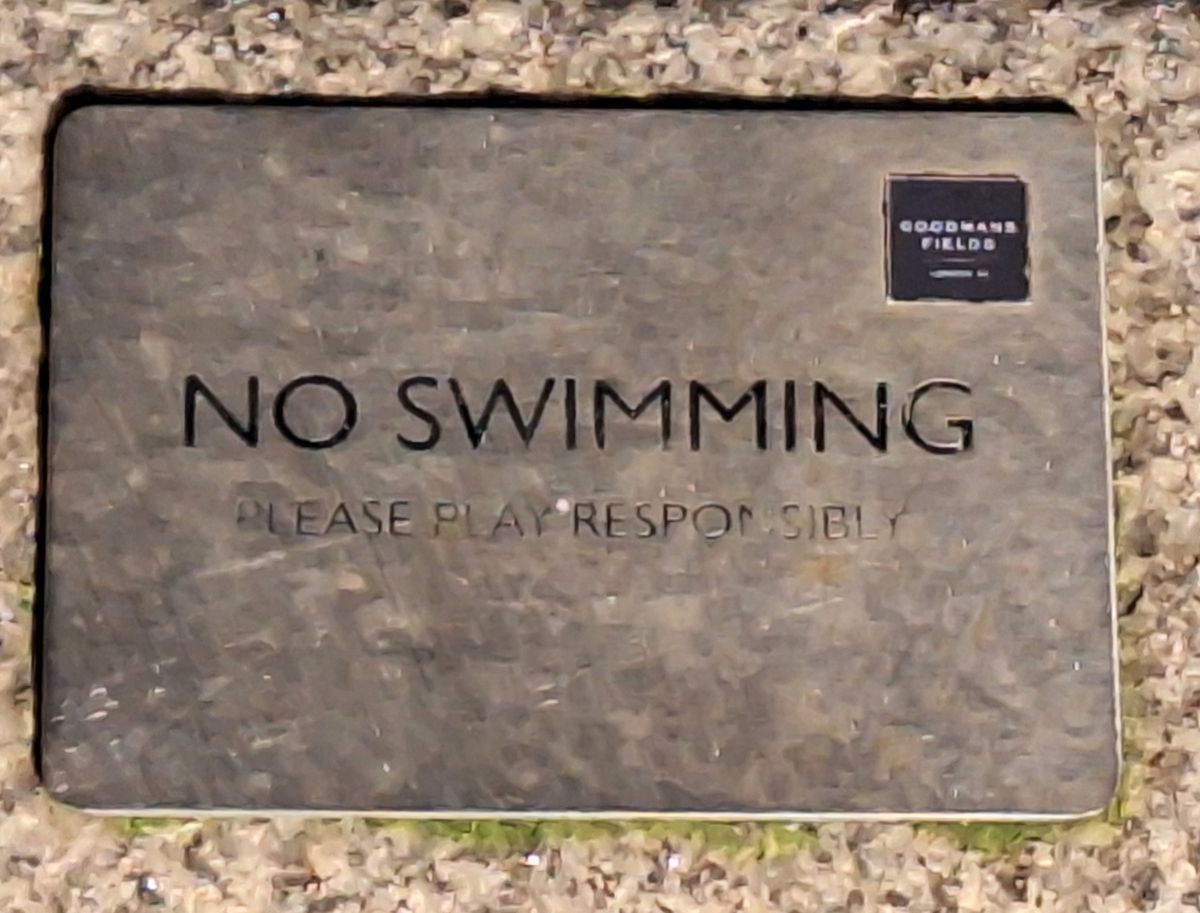 GOODMANS
FIELDS
NO SWIMMING
PLEASE PLAY RESPONSIBLY